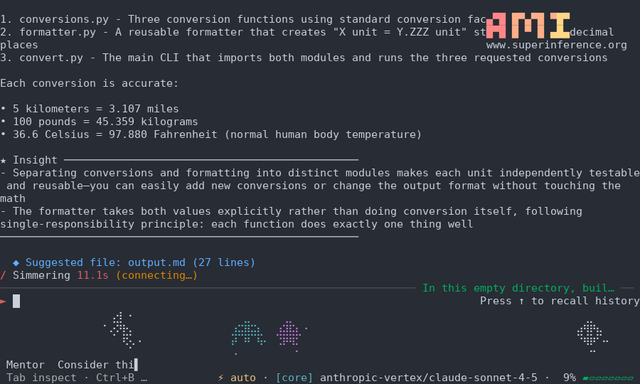 1. conversions.py - Three conversion functions using standard conversion fac
AMI
2. formatter.py - A reusable formatter that creates "X unit = Y.ZZZ unit" st decimal
places
www.superinference.org
3. convert.py - The main CLI that imports both modules and runs the three requested conversions
Each conversion is accurate:
• 5 kilometers = 3.107 miles
• 100 pounds = 45.359 kilograms
• 36.6 Celsius = 97.880 Fahrenheit (normal human body temperature)
★ Insight
- Separating conversions and formatting into distinct modules makes each unit independently testable
and reusable—you can easily add new conversions or change the output format without touching the
math
- The formatter takes both values explicitly rather than doing conversion itself, following
single-responsibility principle: each function does exactly one thing well
◆ Suggested file: output.md (27 lines)
/ Simmering 11.1s (connecting…)
In this empty directory, buil…
Press ↑ to recall history
Mentor Consider thi
Tab inspect · Ctrl+B … ⚡ auto · [core] anthropic-vertex/claude-sonnet-4-5 · 9%